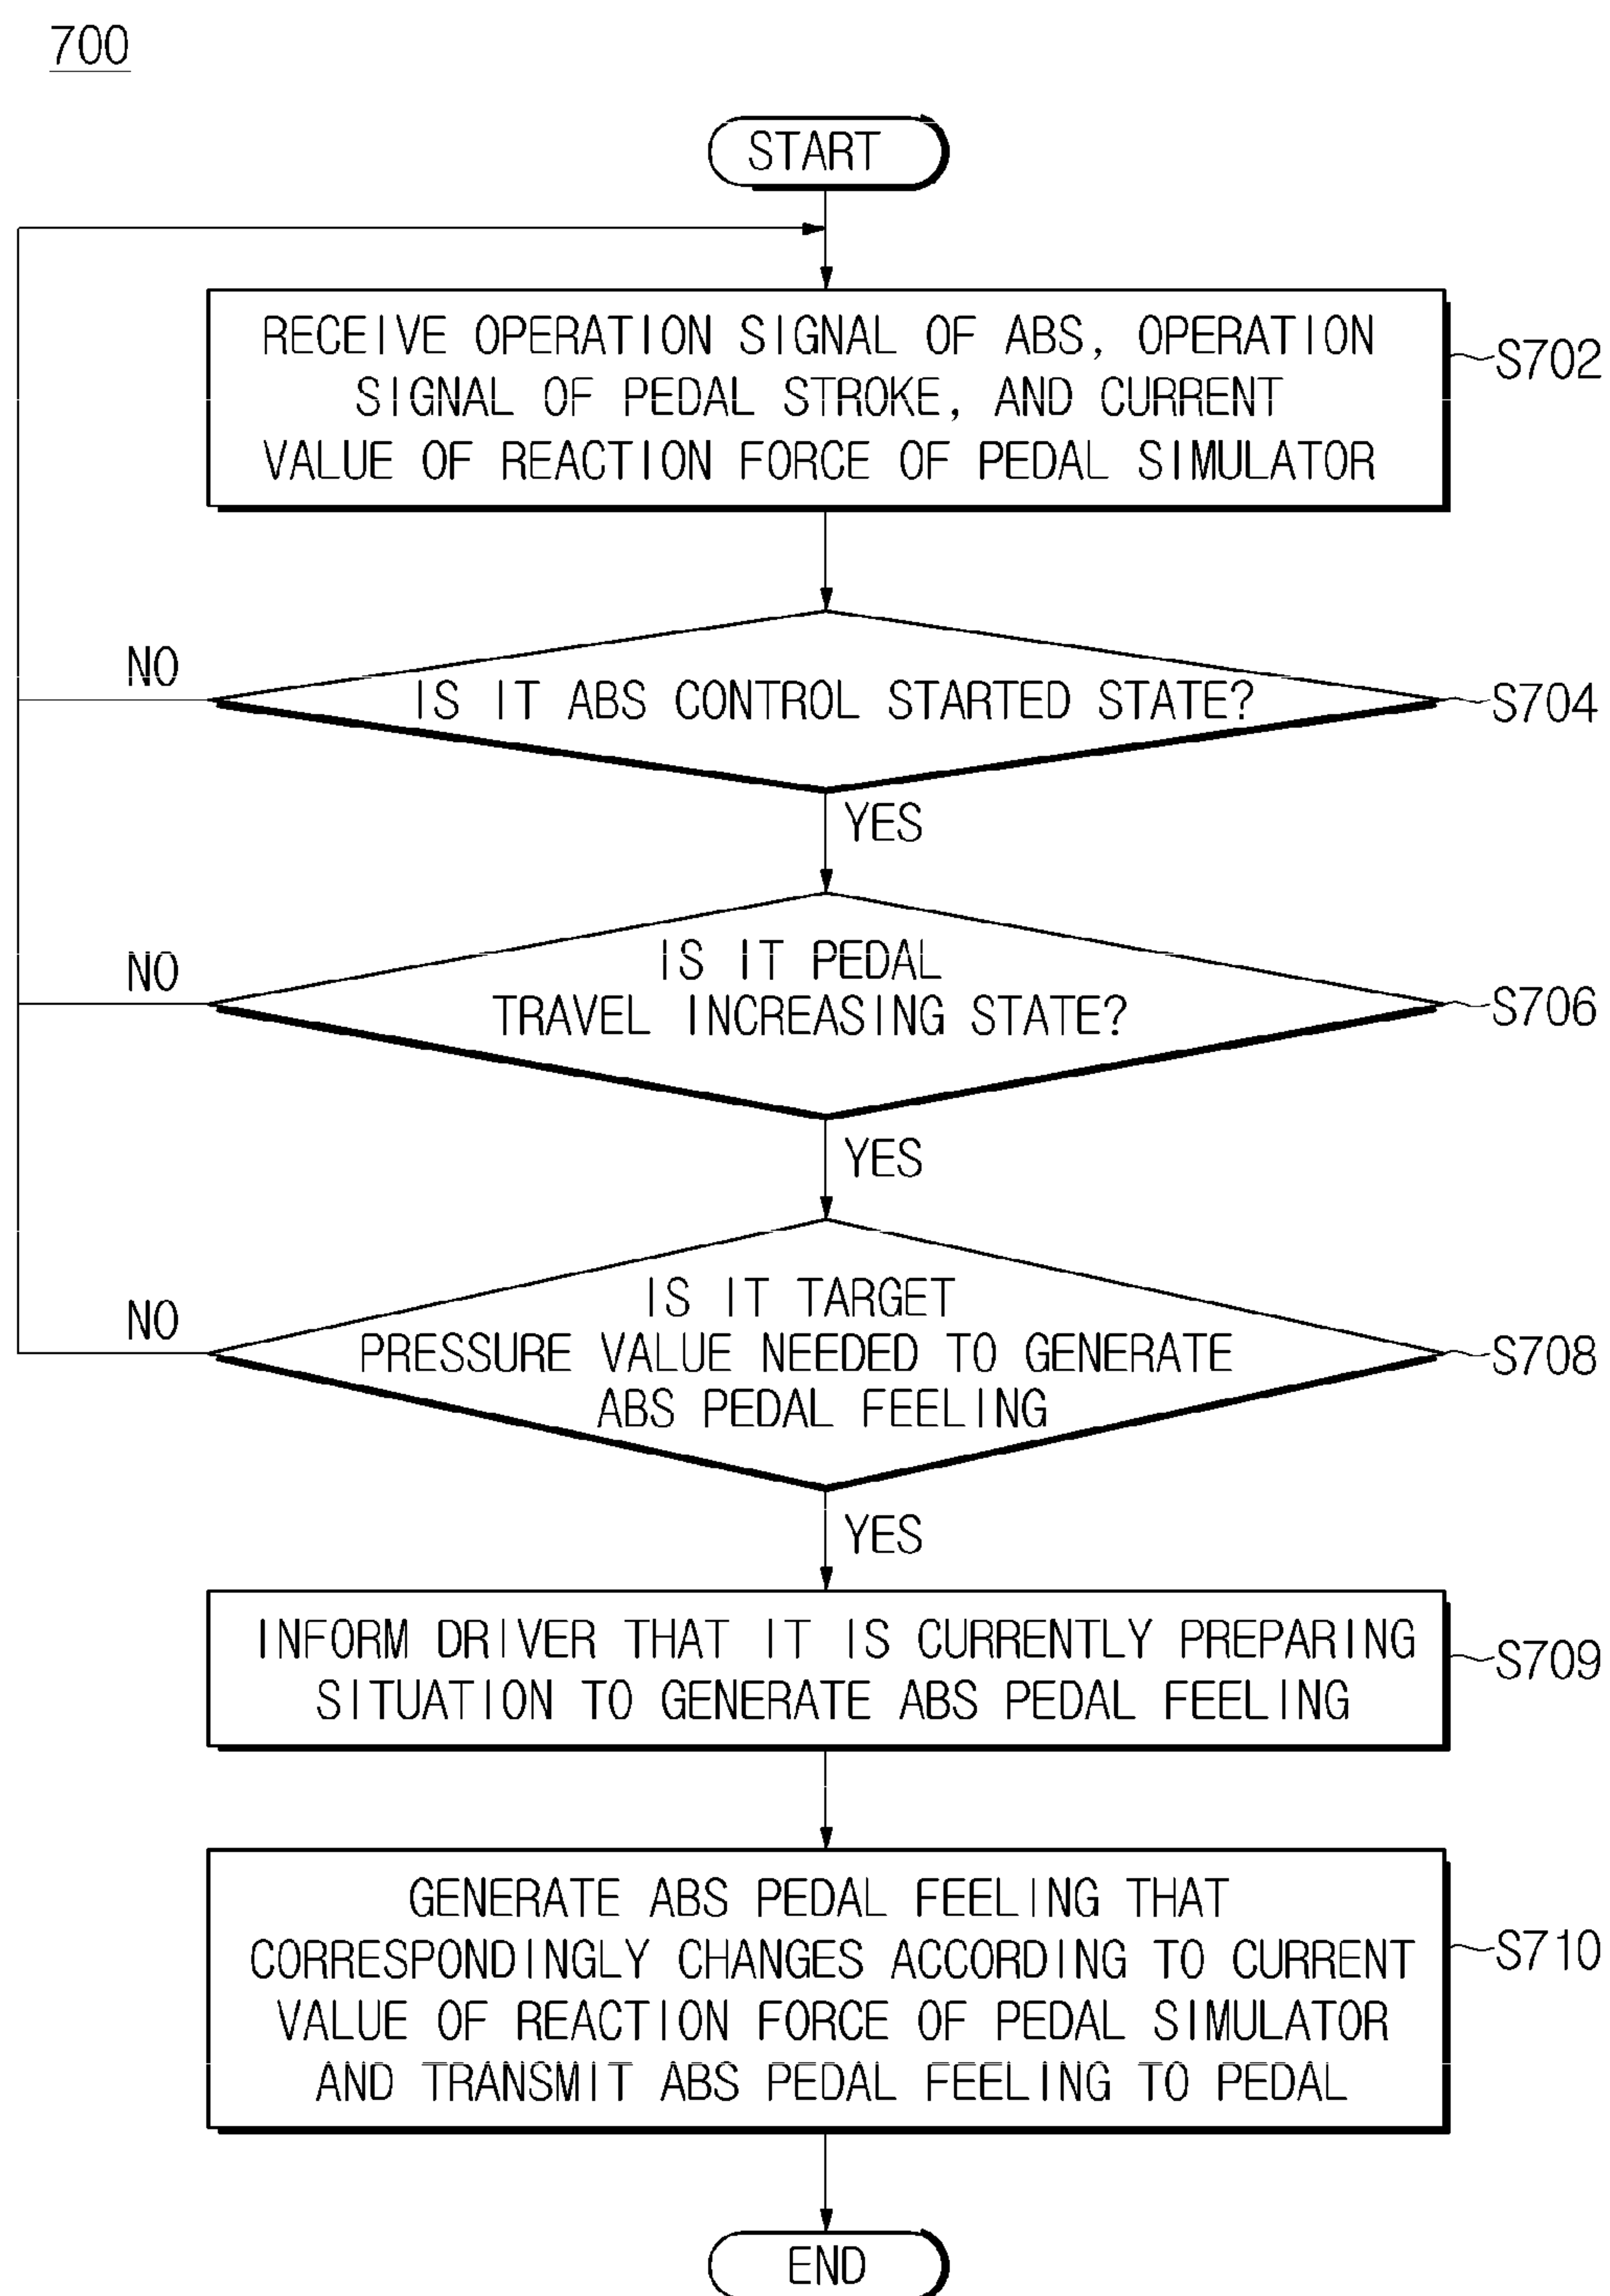 700
START
RECEIVE OPERATION SIGNAL OF ABS, OPERATION
SIGNAL OF PEDAL STROKE, AND CURRENT
VALUE OF REACTION FORCE OF PEDAL SIMULATOR
S702
NO
IS IT ABS CONTROL STARTED STATE?
S704
YES
NO
IS IT PEDAL
TRAVEL INCREASING STATE?
S706
YES
NO
IS IT TARGET
PRESSURE VALUE NEEDED TO GENERATE
ABS PEDAL FEELING
S708
YES
INFORM DRIVER THAT IT IS CURRENTLY PREPARING
SITUATION TO GENERATE ABS PEDAL FEELING
S709
GENERATE ABS PEDAL FEELING THAT
CORRESPONDINGLY CHANGES ACCORDING TO CURRENT
VALUE OF REACTION FORCE OF PEDAL SIMULATOR
AND TRANSMIT ABS PEDAL FEELING TO PEDAL
S710
END